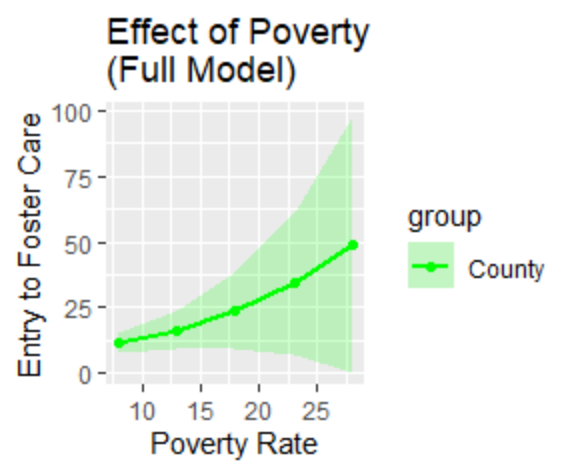 Effect of Poverty
(Full Model)
Entry to Foster Care
100
75
50
25
0
10 15 20 25
Poverty Rate
group
County